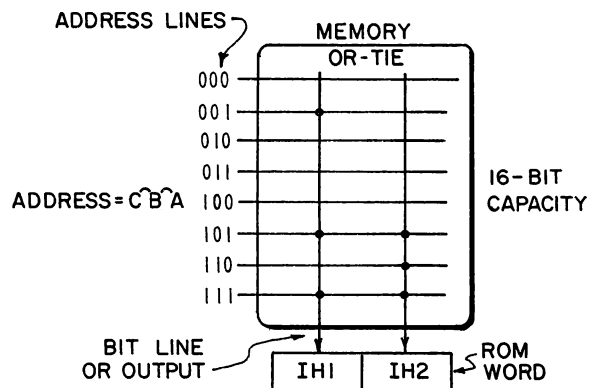 ADDRESS LINES
MEMORY
OR-TIE
000
001
010
011
ADDRESS = C⌢B⌢A 100
101
110
111
16-BIT
CAPACITY
BIT LINE
OR OUTPUT
IH1 IH2
ROM
WORD